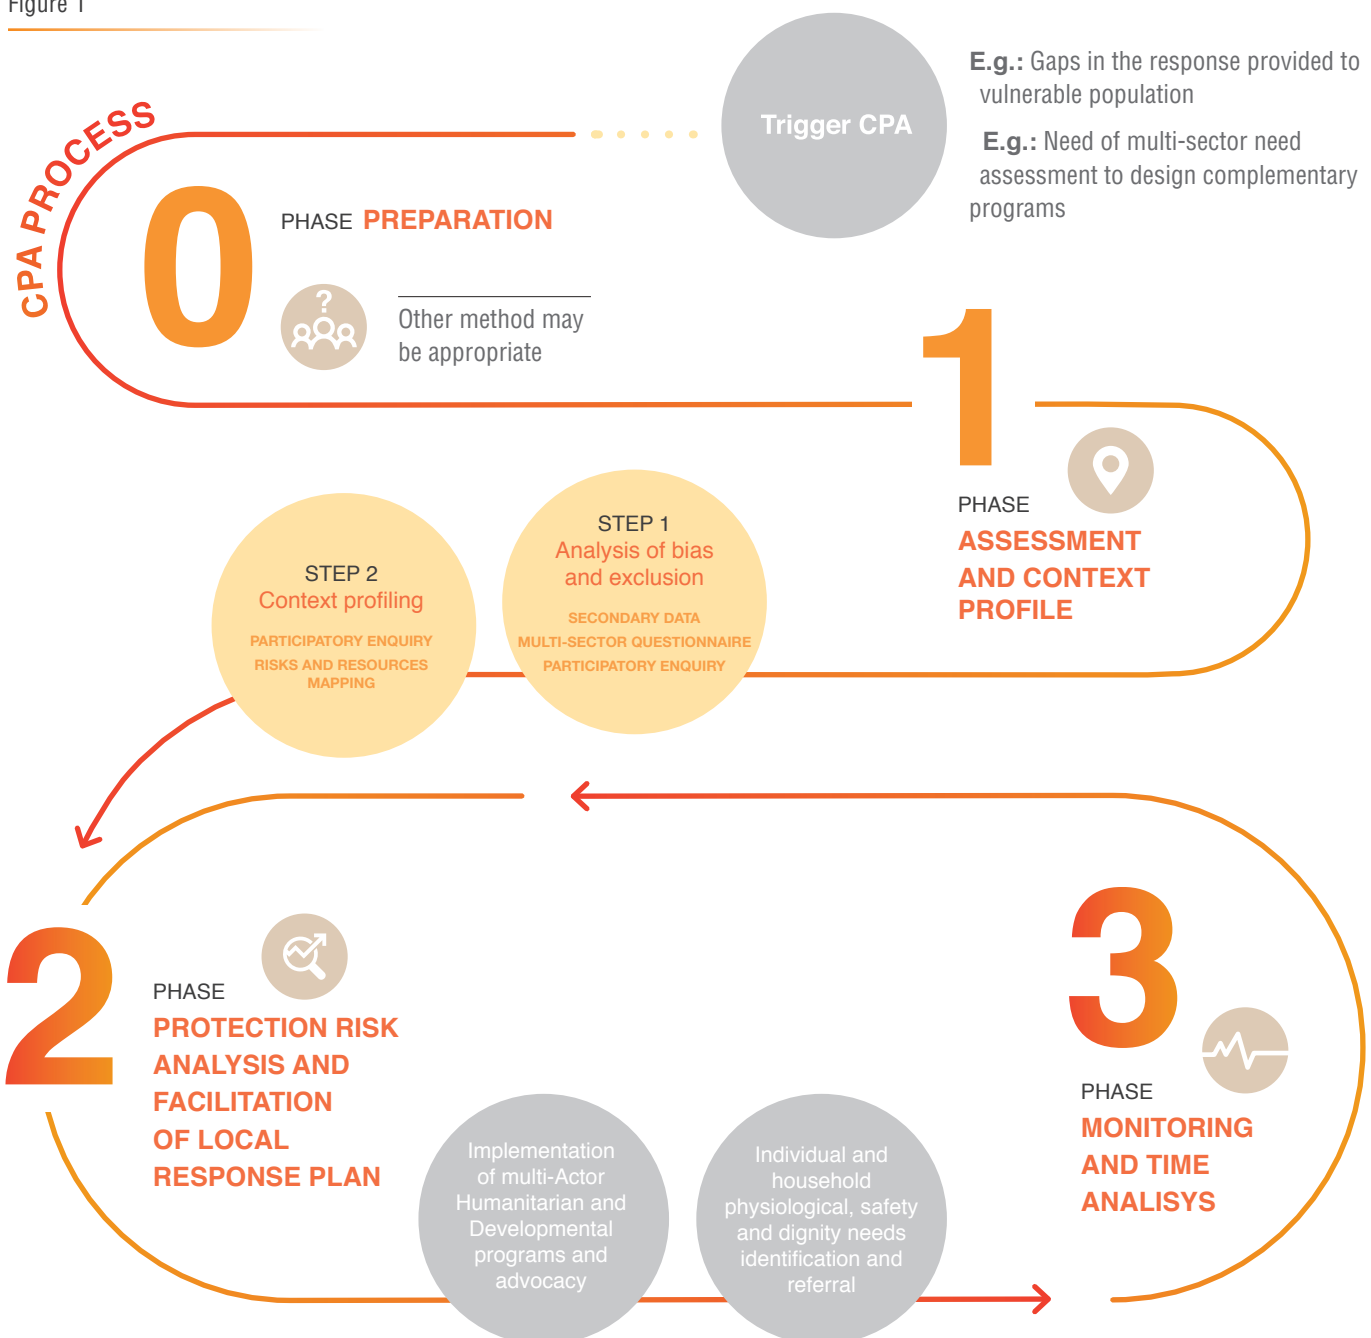 Figure 1
CPA PROCESS
Trigger CPA
E.g.: Gaps in the response provided to
vulnerable population
E.g.: Need of multi-sector need
assessment to design complementary
programs
0
PHASE PREPARATION
?
Other method may
be appropriate
1
PHASE
ASSESSMENT
AND CONTEXT
PROFILE
STEP 1
Analysis of bias
and exclusion
SECONDARY DATA
MULTI-SECTOR QUESTIONNAIRE
PARTICIPATORY ENQUIRY
STEP 2
Context profiling
PARTICIPATORY ENQUIRY
RISKS AND RESOURCES
MAPPING
2
PHASE
PROTECTION RISK
ANALYSIS AND
FACILITATION
OF LOCAL
RESPONSE PLAN
Implementation
of multi-Actor
Humanitarian and
Developmental
programs and
advocacy
Individual and
household
physiological, safety
and dignity needs
identification and
referral
3
PHASE
MONITORING
AND TIME
ANALISYS